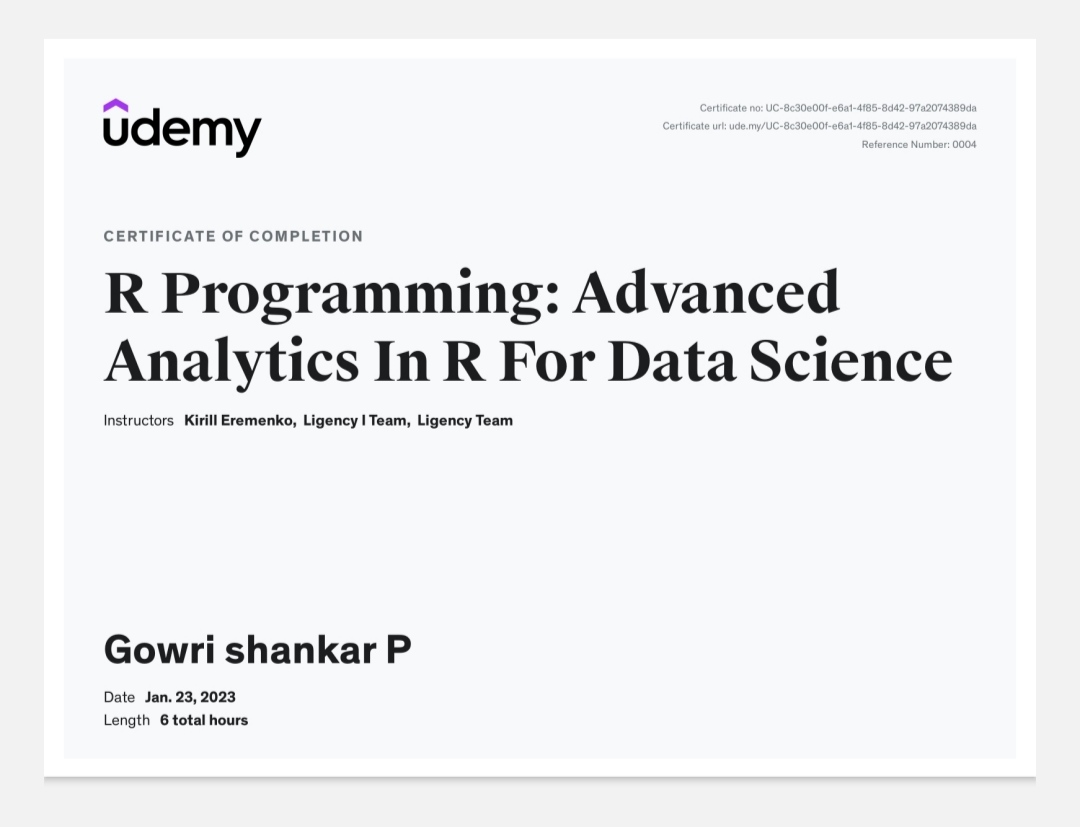 udemy
Certificate no: UC-8c30e00f-e6a1-4f85-8d42-97a2074389da
Certificate url: ude.my/UC-8c30e00f-e6a1-4f85-8d42-97a2074389da
Reference Number: 0004
CERTIFICATE OF COMPLETION
R Programming: Advanced
Analytics In R For Data Science
Instructors Kirill Eremenko, Ligency I Team, Ligency Team
Gowri shankar P
Date Jan. 23, 2023
Length 6 total hours